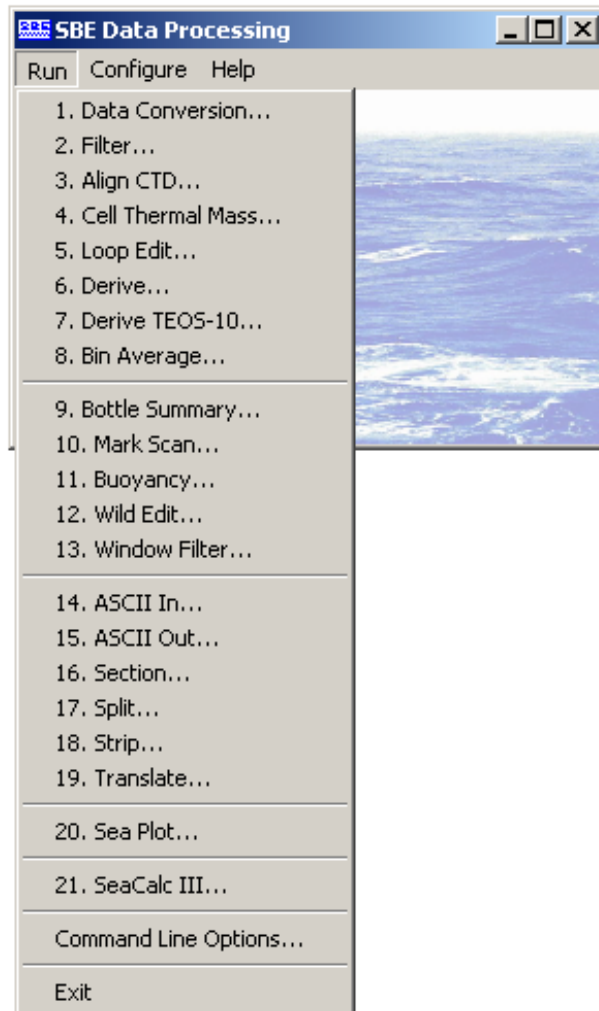 SBE SBE Data Processing
Run Configure Help
1. Data Conversion...
2. Filter...
3. Align CTD...
4. Cell Thermal Mass...
5. Loop Edit...
6. Derive...
7. Derive TEOS-10...
8. Bin Average...
9. Bottle Summary...
10. Mark Scan...
11. Buoyancy...
12. Wild Edit...
13. Window Filter...
14. ASCII In...
15. ASCII Out...
16. Section...
17. Split...
18. Strip...
19. Translate...
20. Sea Plot...
21. SeaCalc III...
Command Line Options...
Exit